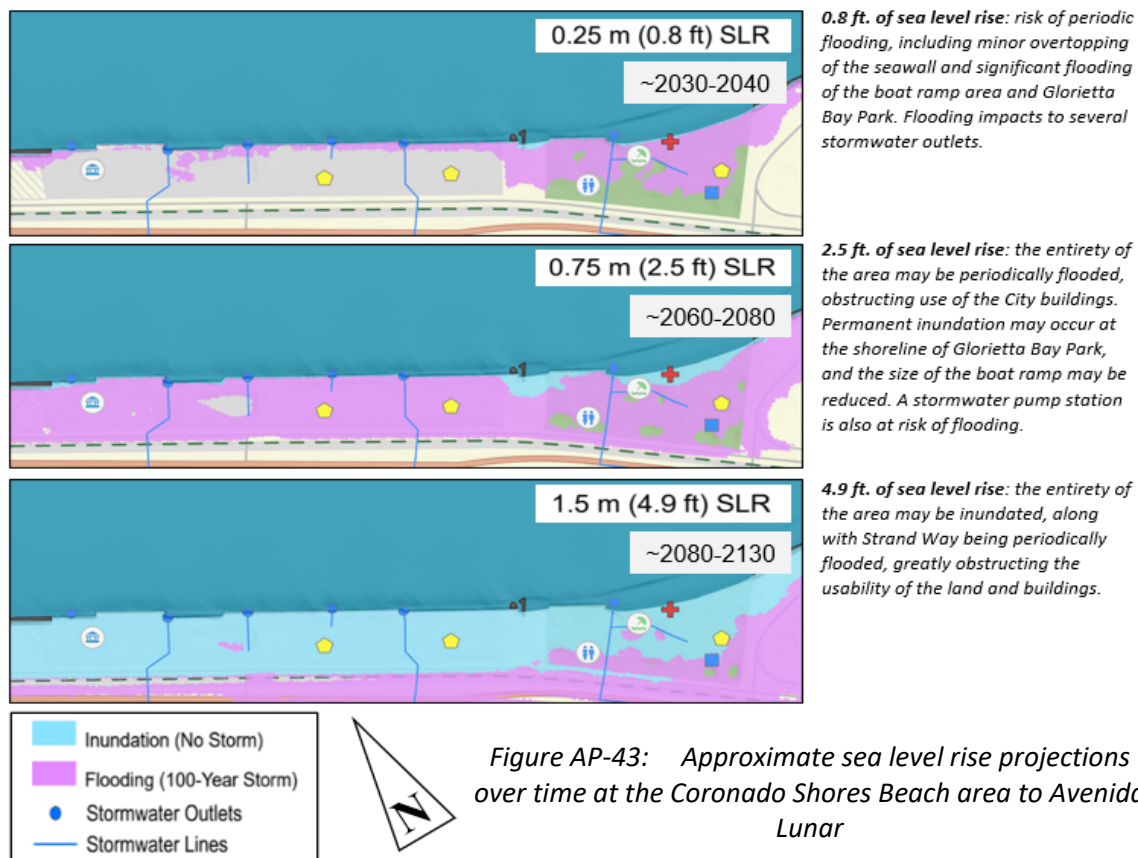 0.25 m (0.8 ft) SLR
~2030-2040
1
0.8 ft. of sea level rise: risk of periodic
flooding, including minor overtopping
of the seawall and significant flooding
of the boat ramp area and Glorietta
Bay Park. Flooding impacts to several
stormwater outlets.
0.75 m (2.5 ft) SLR
~2060-2080
1
2.5 ft. of sea level rise: the entirety of
the area may be periodically flooded,
obstructing use of the City buildings.
Permanent inundation may occur at
the shoreline of Glorietta Bay Park,
and the size of the boat ramp may be
reduced. A stormwater pump station
is also at risk of flooding.
1.5 m (4.9 ft) SLR
~2080-2130
1
4.9 ft. of sea level rise: the entirety of
the area may be inundated, along
with Strand Way being periodically
flooded, greatly obstructing the
usability of the land and buildings.
Inundation (No Storm)
Flooding (100-Year Storm)
Stormwater Outlets
Stormwater Lines
N
Figure AP-43: Approximate sea level rise projections
over time at the Coronado Shores Beach area to Avenida
Lunar